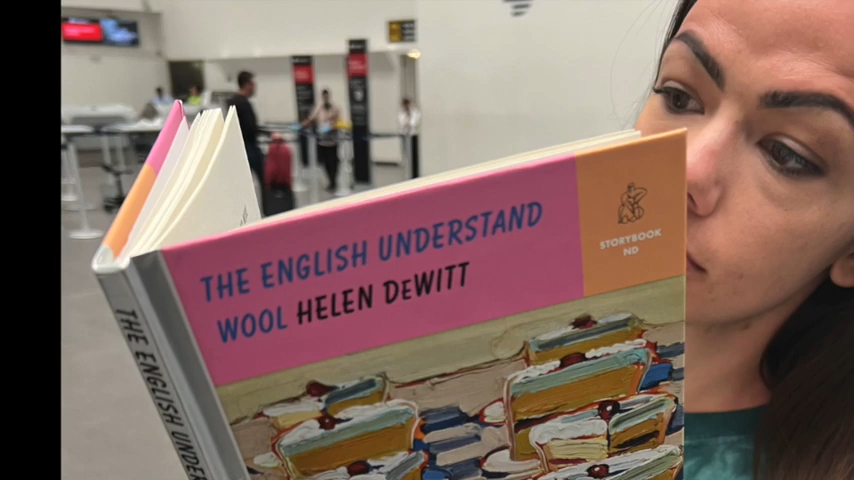 THE ENGLISH UNDERSTAND
WOOL HELEN DEWITT
STORYBOOK
ND
THE ENGLISH UNDER